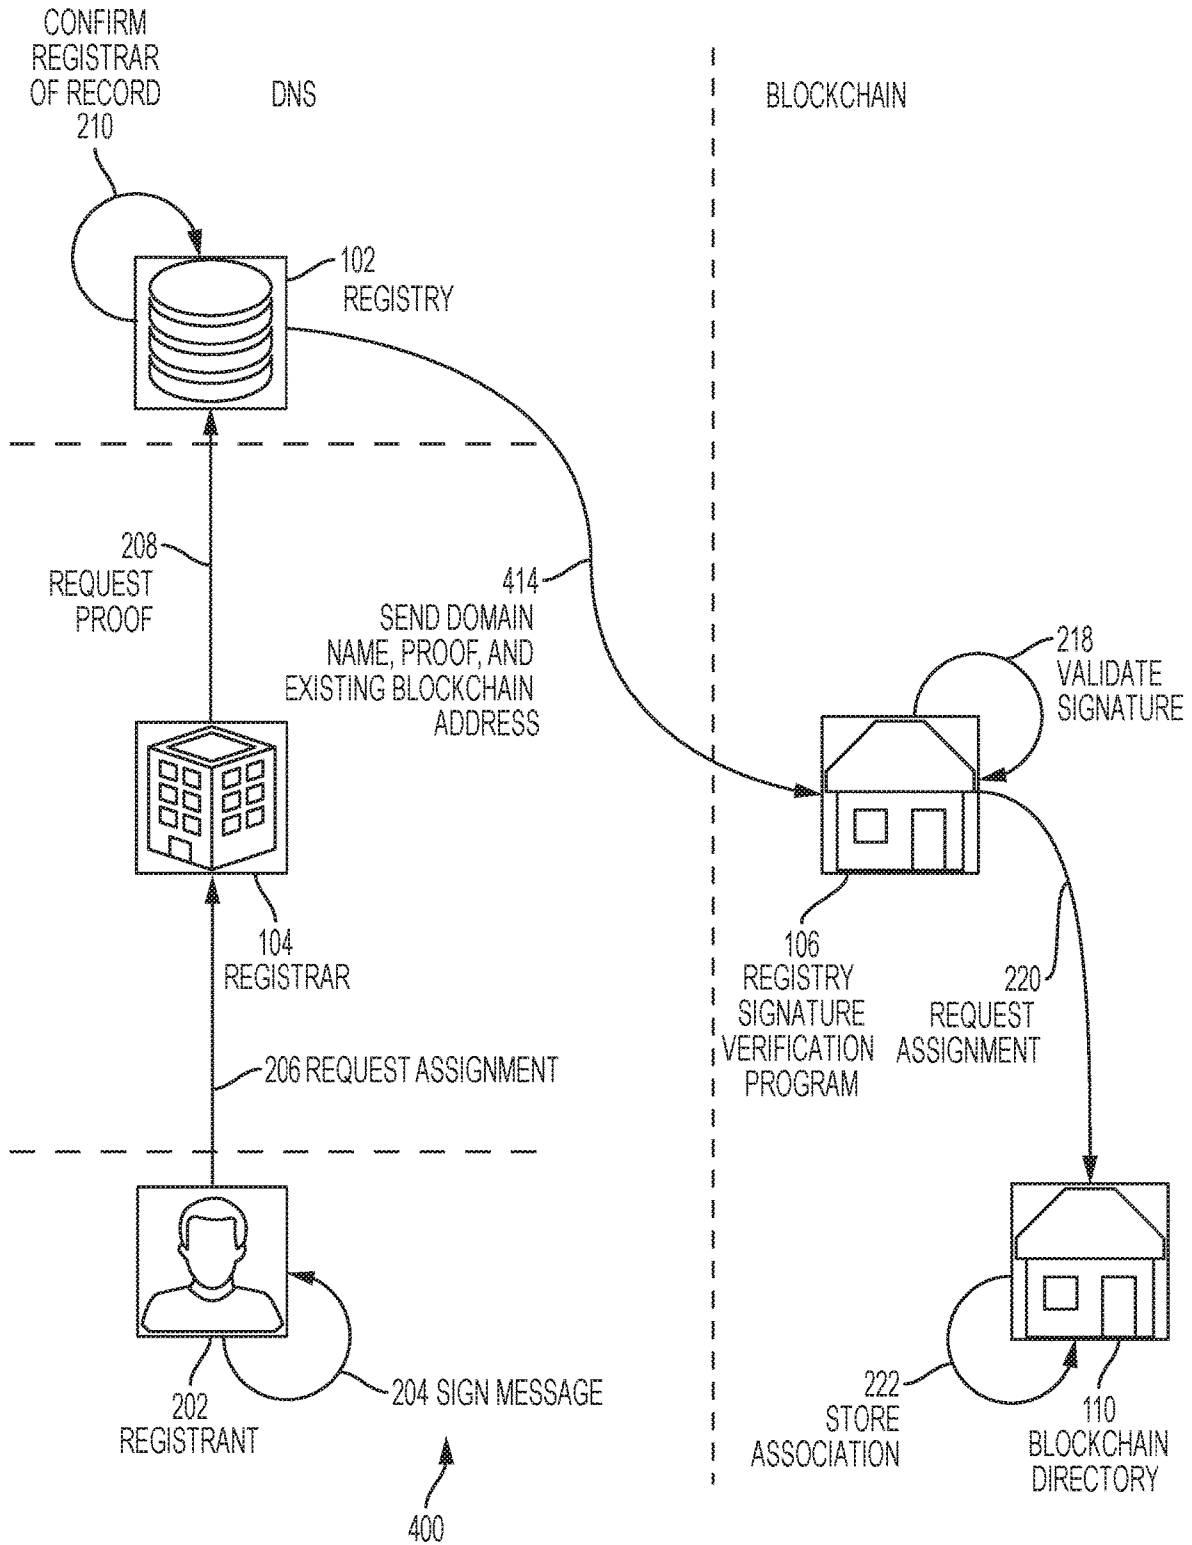 CONFIRM
REGISTRAR
OF RECORD
210
DNS
BLOCKCHAIN
102
REGISTRY
208
REQUEST
PROOF
414
SEND DOMAIN
NAME, PROOF, AND
EXISTING BLOCKCHAIN
ADDRESS
218
VALIDATE
SIGNATURE
104
REGISTRAR
106
REGISTRY
SIGNATURE
VERIFICATION
PROGRAM
220
REQUEST
ASSIGNMENT
206 REQUEST ASSIGNMENT
202
REGISTRANT
204 SIGN MESSAGE
222
STORE
ASSOCIATION
110
BLOCKCHAIN
DIRECTORY
400